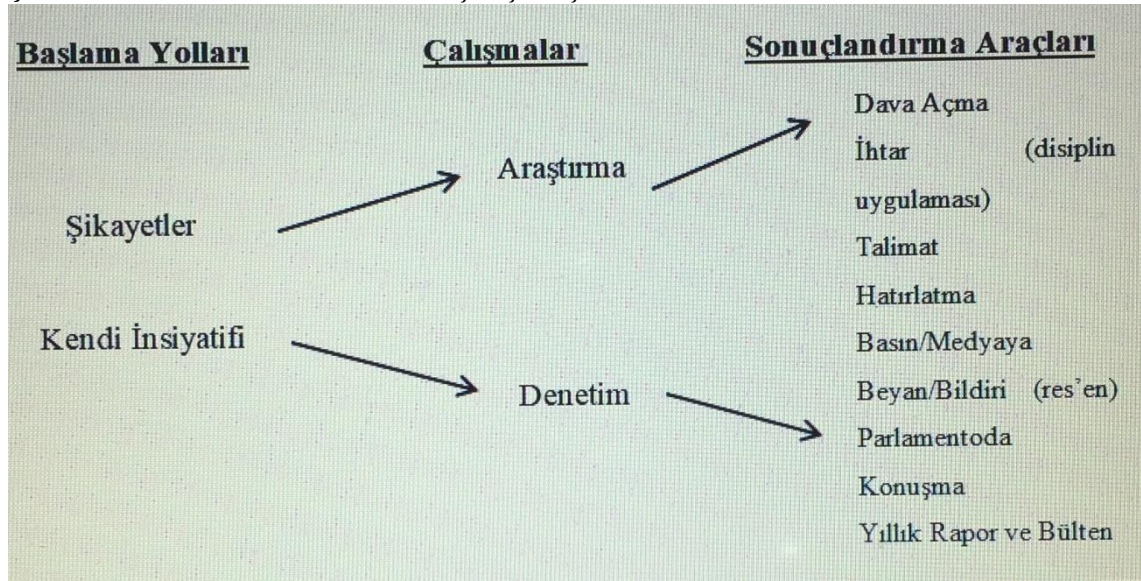 Başlama Yolları
Çalışmalar
Sonuçlandırma Araçları
Şikayetler
Kendi İnsiyatifi
Araştırma
Denetim
Dava Açma
İhtar (disiplin
uygulaması)
Talimat
Hatırlatma
Basın/Medyaya
Beyan/Bildiri (res'en)
Parlamentoda
Konuşma
Yıllık Rapor ve Bülten